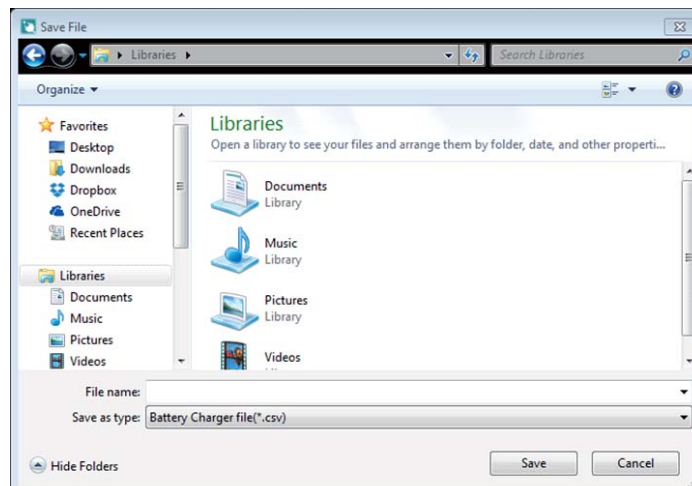 Save File
Libraries
Search Libraries
Organize
Favorites
Desktop
Downloads
Dropbox
OneDrive
Recent Places
Libraries
Documents
Music
Pictures
Videos
Libraries
Open a library to see your files and arrange them by folder, date, and other properti...
Documents
Library
Music
Library
Pictures
Library
Videos
File name:
Save as type: Battery Charger file(*.csv)
Hide Folders
Save
Cancel